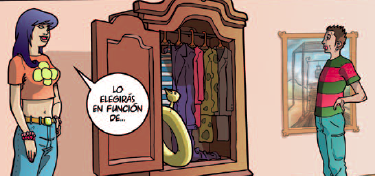 LO
ELEGIRÁS
EN FUNCIÓN
DE...